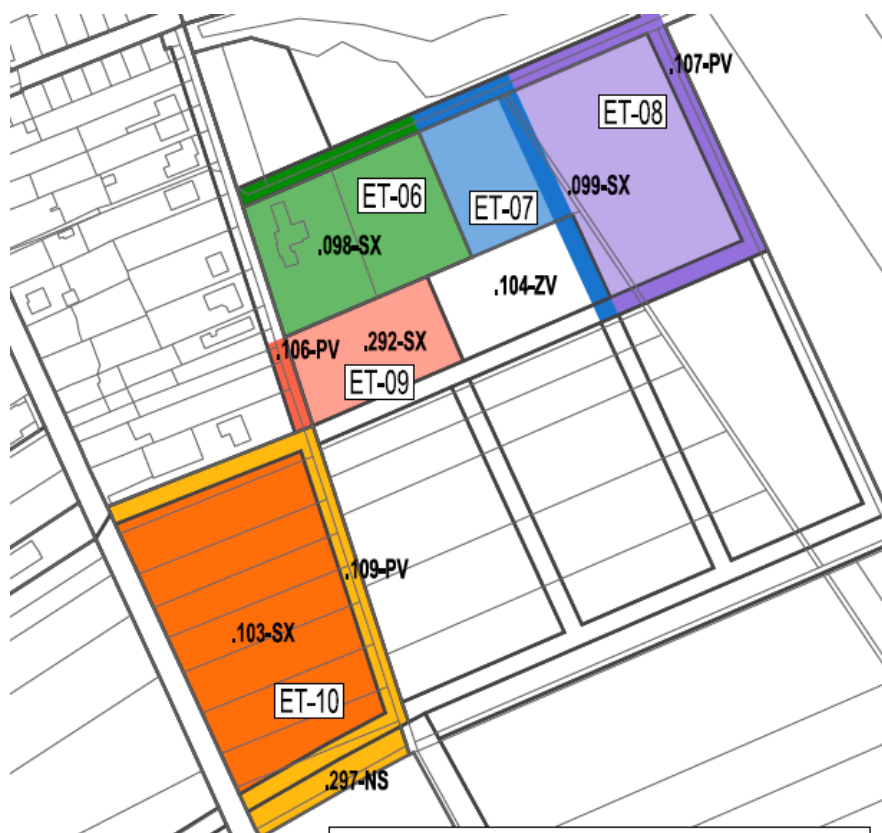 .107-PV
ET-08
ET-06
.099-SX
ET-07
.098-SX
.104-ZV
.106-PV
.292-SX
ET-09
.109-PV
.103-SX
ET-10
.297-NS